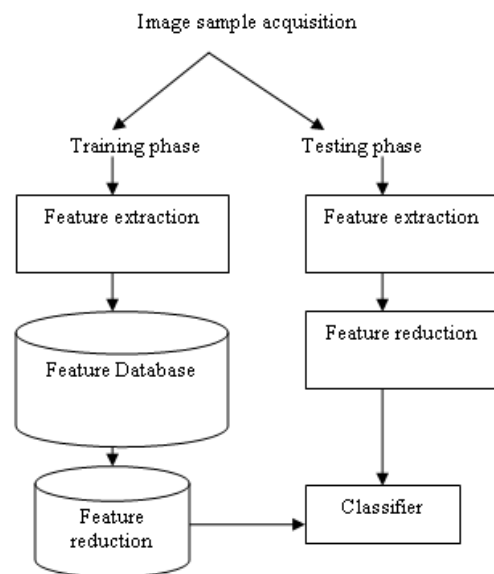 Image sample acquisition
Training phase
Testing phase
Feature extraction
Feature extraction
Feature Database
Feature reduction
Feature
reduction
Classifier